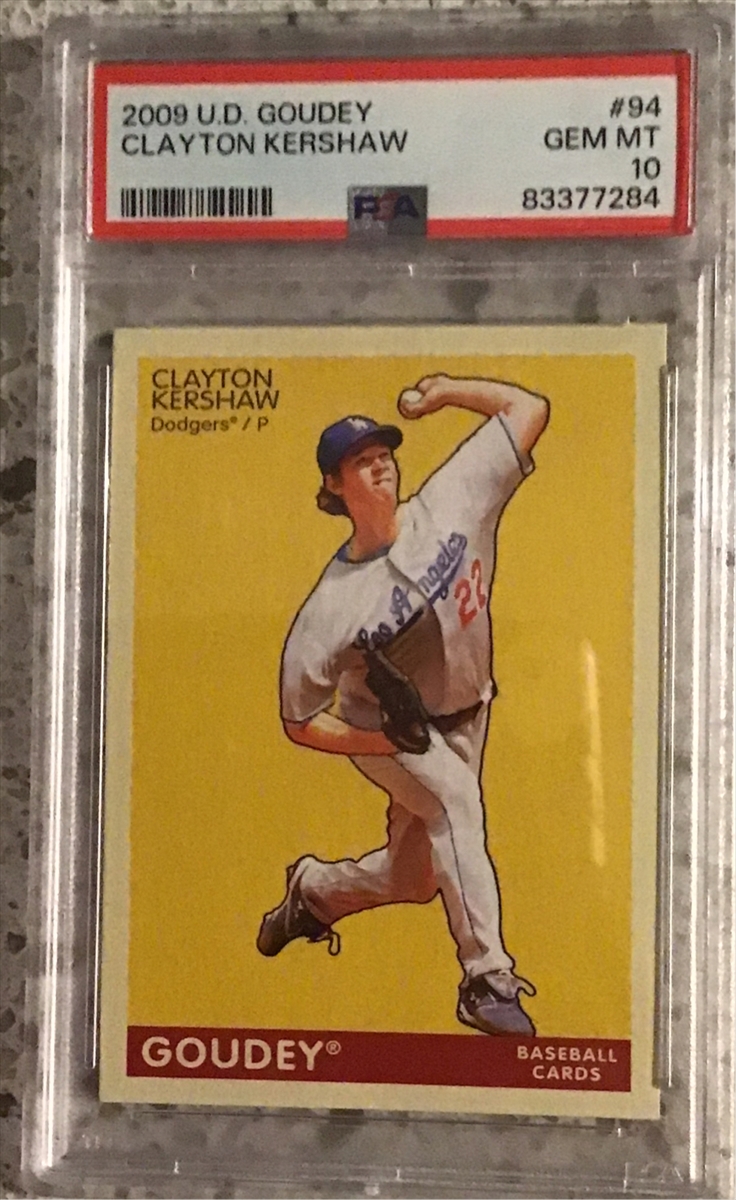 2009 U.D. GOUDEY #94
CLAYTON KERSHAW GEM MT
10
83377284
PSA
CLAYTON
KERSHAW
Dodgers® / P
LA
Los Angeles
22
GOUDEY®
BASEBALL
CARDS